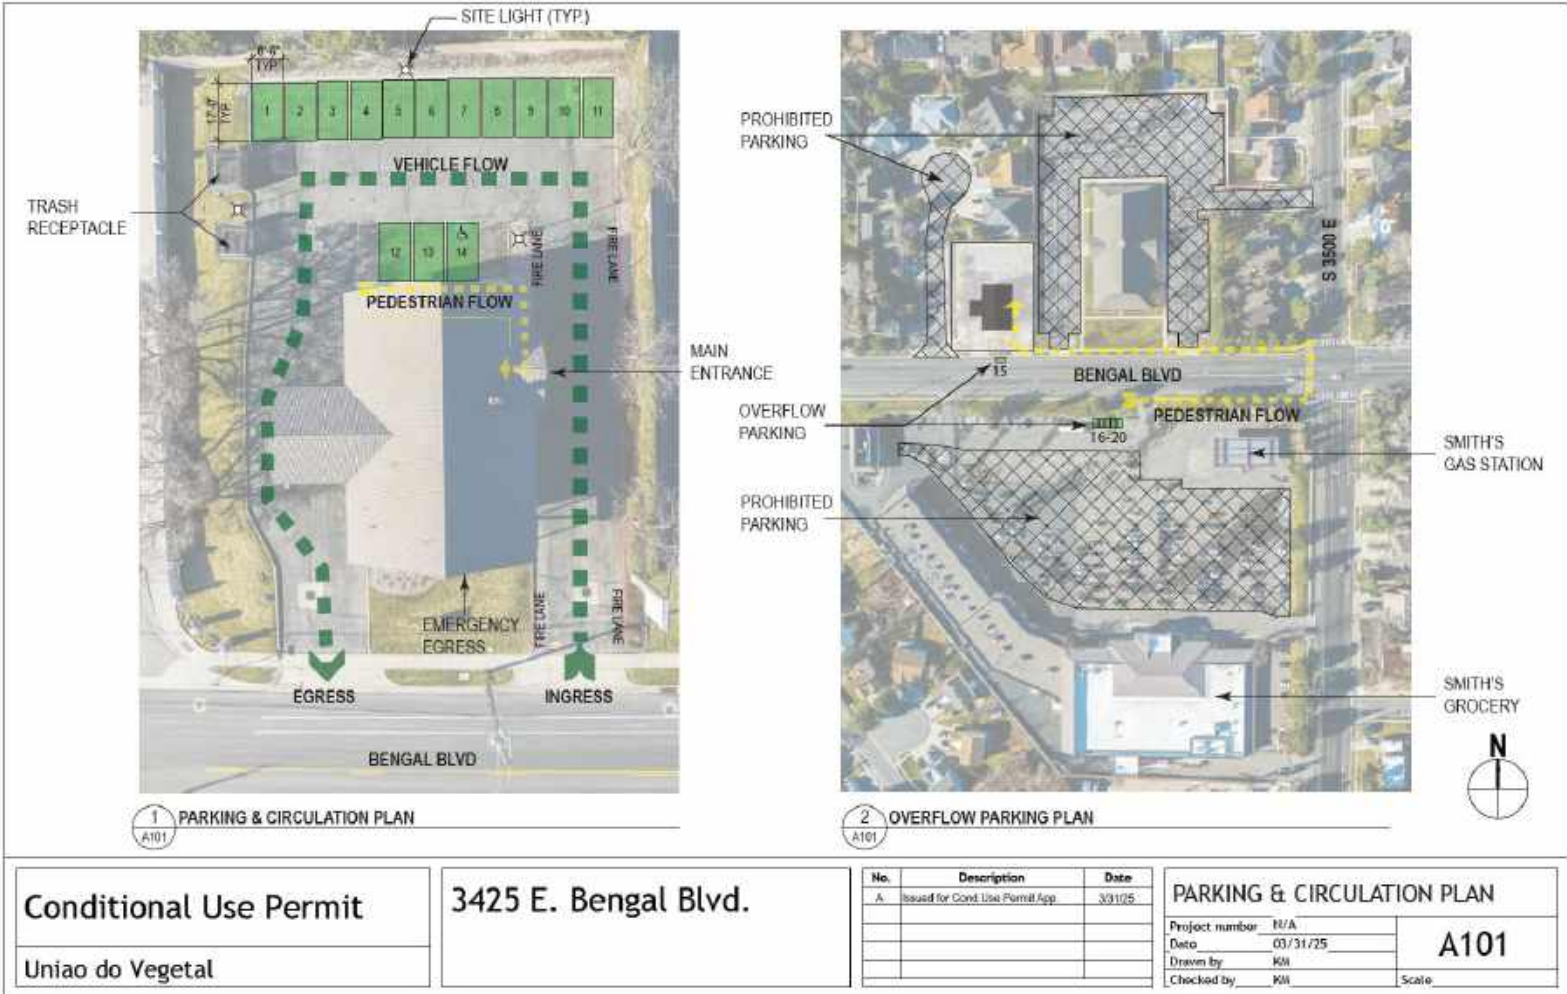 SITE LIGHT (TYP.)
8'-6"
TYP
17'-0"
TYP
1 2 3 4 5 6 7 8 9 10 11
VEHICLE FLOW
TRASH
RECEPTACLE
12 13 14
FIRE LANE
FIRE LANE
PEDESTRIAN FLOW
MAIN
ENTRANCE
EMERGENCY
EGRESS
FIRE LANE
FIRE LANE
EGRESS
INGRESS
BENGAL BLVD
1
A101
PARKING & CIRCULATION PLAN
PROHIBITED
PARKING
S 3500 E
15
BENGAL BLVD
OVERFLOW
PARKING
PEDESTRIAN FLOW
16-20
SMITH'S
GAS STATION
PROHIBITED
PARKING
SMITH'S
GROCERY
N
2
A101
OVERFLOW PARKING PLAN
Conditional Use Permit
Uniao do Vegetal
3425 E. Bengal Blvd.
No. Description Date
A Issued for Cond Use Permit App. 3/31/25
PARKING & CIRCULATION PLAN
Project number N/A
Date 03/31/25
Drawn by KM
Checked by KM
A101
Scale